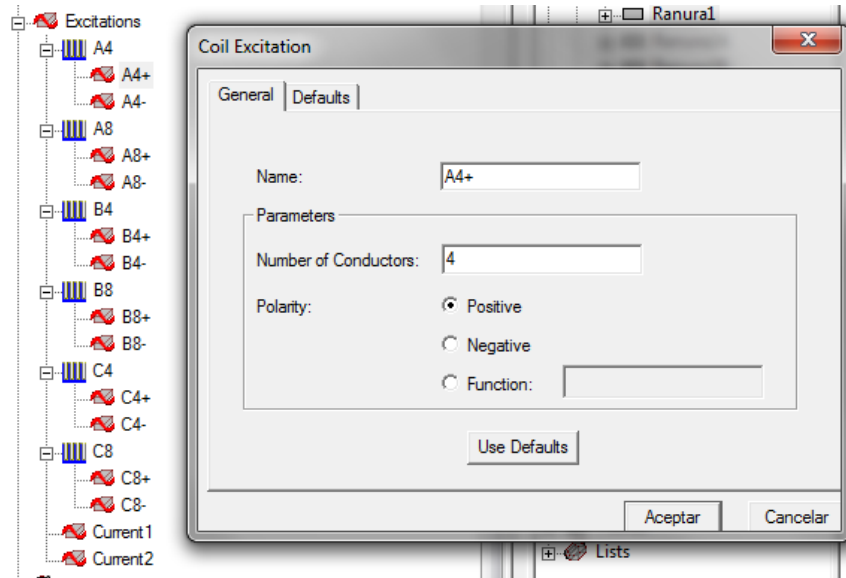 Excitations
A4
A4+
A4-
A8
A8+
A8-
B4
B4+
B4-
B8
B8+
B8-
C4
C4+
C4-
C8
C8+
C8-
Current1
Current2
Ranura1
Coil Excitation
General Defaults
Name: A4+
Parameters
Number of Conductors: 4
Polarity: Positive
Negative
Function:
Use Defaults
Aceptar Cancelar
Lists